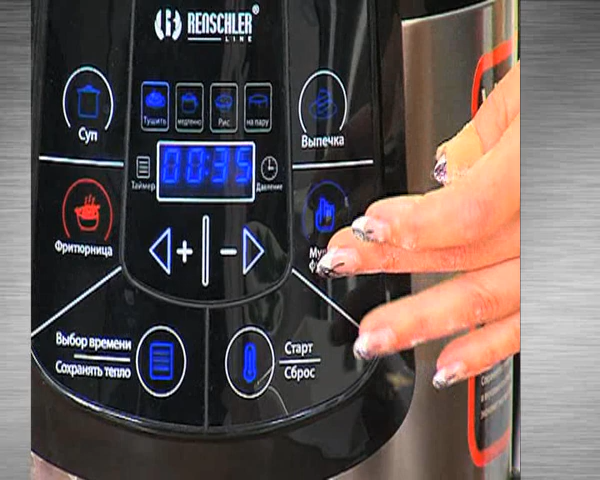 RENSCHLER®
LINE
Тушить
медленно
Рис
на пару
Суп
Выпечка
00:35
Таймер
Давление
Фритюрница
+ −
Выбор времени
Сохранять тепло
Старт
Сброс